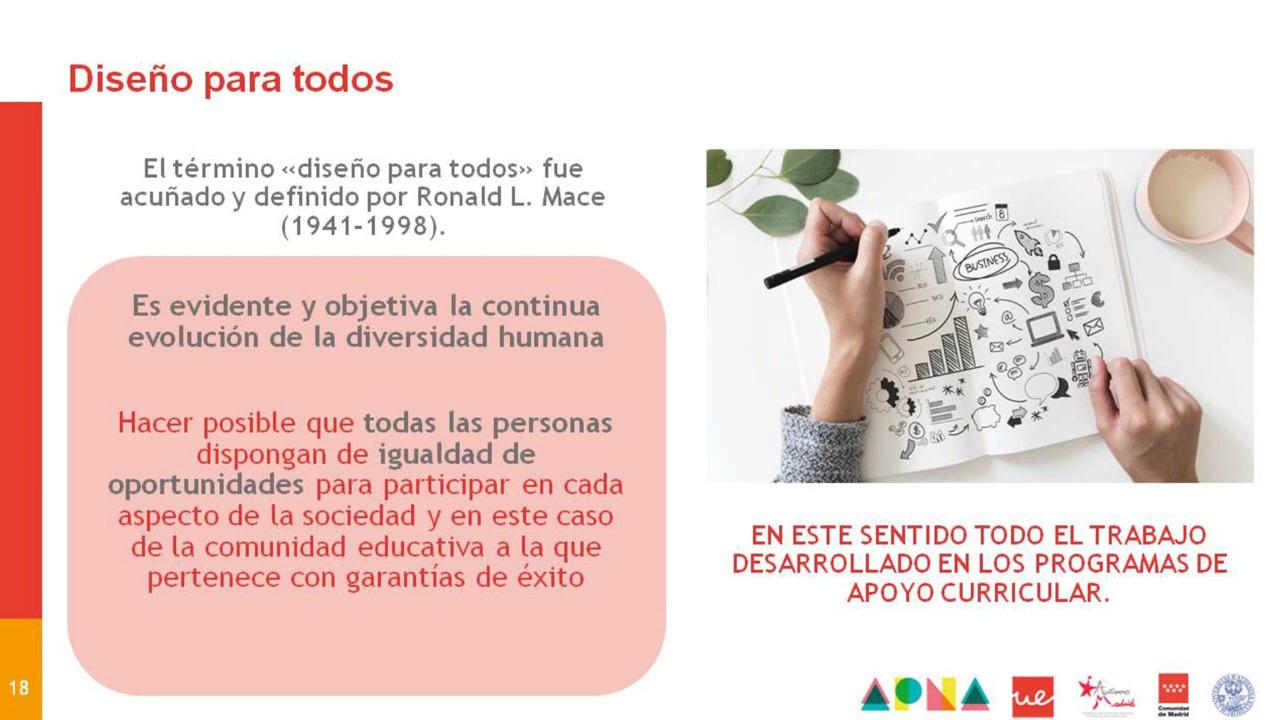 Diseño para todos
El término «diseño para todos» fue
acuñado y definido por Ronald L. Mace
(1941-1998).
Es evidente y objetiva la continua
evolución de la diversidad humana
Hacer posible que todas las personas
dispongan de igualdad de
oportunidades para participar en cada
aspecto de la sociedad y en este caso
de la comunidad educativa a la que
pertenece con garantías de éxito
Search
8
BUSINESS
EN ESTE SENTIDO TODO EL TRABAJO
DESARROLLADO EN LOS PROGRAMAS DE
APOYO CURRICULAR.
18
APNA
ue
Autismo
Madrid
Comunidad
de Madrid